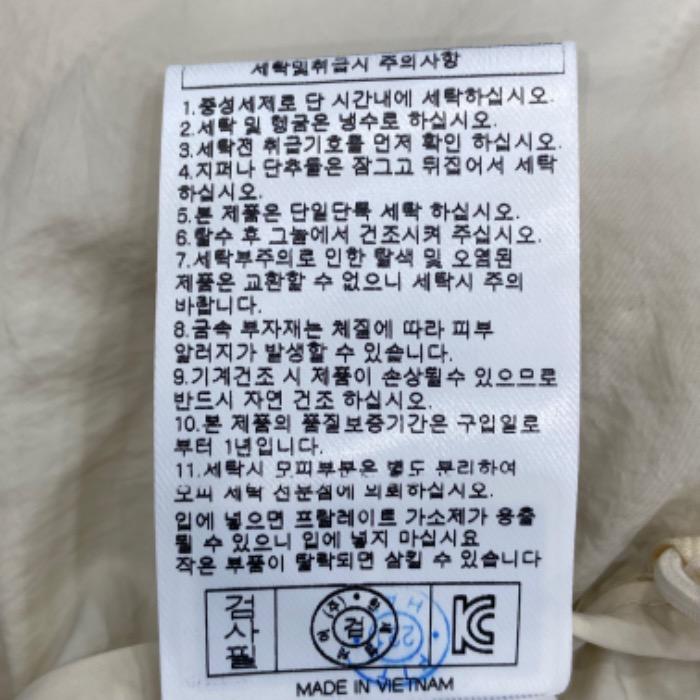 세탁및취급시 주의사항
1.중성세제로 단 시간내에 세탁하십시오.
2.세탁 및 헹굼은 냉수로 하십시오.
3.세탁전 취급기호를 먼저 확인 하십시오.
4.지퍼나 단추들은 잠그고 뒤집어서 세탁
하십시오.
5.본 제품은 단일단독 세탁 하십시오.
6.탈수 후 그늘에서 건조시켜 주십시오.
7.세탁부주의로 인한 탈색 및 오염된
제품은 교환할 수 없으니 세탁시 주의
바랍니다.
8.금속 부자재는 체질에 따라 피부
알러지가 발생할 수 있습니다.
9.기계건조 시 제품이 손상될수 있으므로
반드시 자연 건조 하십시오.
10.본 제품의 품질보증기간은 구입일로
부터 1년입니다.
11.세탁시 모피부분은 별도 분리하여
모피 세탁 전문점에 의뢰하십시오.
입에 넣으면 프탈레이트 가소제가 용출
될 수 있으니 입에 넣지 마십시요
작은 부품이 탈락되면 삼킬 수 있습니다
검사필
검
KC
MADE IN VIETNAM